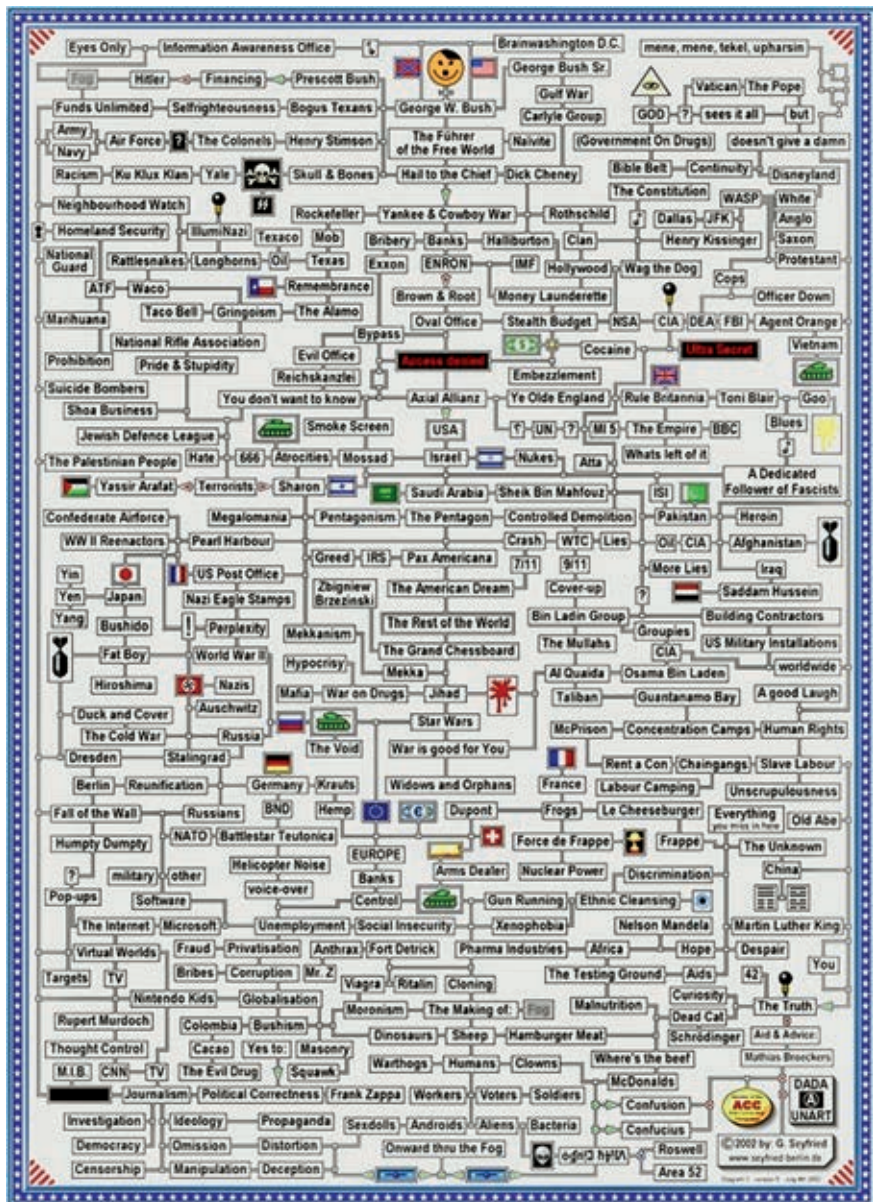 Eyes Only
Information Awareness Office
Brainwashington D.C.
mene, mene, tekel, upharsin
George Bush Sr.
Fog
Hitler
Financing
Prescott Bush
Vatican
The Pope
Gulf War
Funds Unlimited
Selfrighteousness
Bogus Texans
George W. Bush
Carlyle Group
GOD
?
sees it all
but
Army
Navy
Air Force
?
The Colonels
Henry Stimson
The Führer
of the Free World
Naivite
(Government On Drugs)
doesn't give a damn
Bible Belt
Continuity
Disneyland
Racism
Ku Klux Klan
Yale
Skull & Bones
Hail to the Chief
Dick Cheney
The Constitution
WASP
White
Neighbourhood Watch
Rockefeller
Yankee & Cowboy War
Rothschild
Dallas
JFK
Anglo
Homeland Security
IllumiNazi
Texaco
Mob
Bribery
Banks
Halliburton
Clan
Henry Kissinger
Saxon
National
Guard
Rattlesnakes
Longhorns
Oil
Texas
Exxon
ENRON
IMF
Hollywood
Wag the Dog
Protestant
Cops
ATF
Waco
Remembrance
Brown & Root
Money Launderette
Officer Down
Taco Bell
Gringoism
The Alamo
Marihuana
Oval Office
Stealth Budget
NSA
CIA
DEA
FBI
Agent Orange
Bypass
National Rifle Association
Evil Office
Access denied
$
Cocaine
Ultra Secret
Vietnam
Prohibition
Pride & Stupidity
Reichskanzlei
Embezzlement
Suicide Bombers
You don't want to know
Axial Allianz
Ye Olde England
Rule Britannia
Toni Blair
Goo
Shoa Business
Smoke Screen
USA
UN
?
MI 5
The Empire
BBC
Blues
Jewish Defence League
Whats left of it
The Palestinian People
Hate
666
Atrocities
Mossad
Israel
Nukes
Atta
A Dedicated
Follower of Fascists
Yassir Arafat
Terrorists
Sharon
Saudi Arabia
Sheik Bin Mahfouz
ISI
Confederate Airforce
Megalomania
Pentagonism
The Pentagon
Controlled Demolition
Pakistan
Heroin
WW II Reenactors
Pearl Harbour
Crash
WTC
Lies
Oil
CIA
Afghanistan
Greed
IRS
Pax Americana
7/11
9/11
More Lies
Iraq
Yin
US Post Office
Zbigniew
Brzezinski
The American Dream
Cover-up
?
Saddam Hussein
Yen
Japan
Nazi Eagle Stamps
The Rest of the World
Bin Ladin Group
Building Contractors
Yang
Bushido
!
Perplexity
Mekkanism
The Mullahs
Groupies
US Military Installations
Fat Boy
World War II
The Grand Chessboard
CIA
Hypocrisy
Mekka
Al Quaida
Osama Bin Laden
worldwide
Hiroshima
Nazis
Mafia
War on Drugs
Jihad
Taliban
Guantanamo Bay
A good Laugh
Auschwitz
Duck and Cover
Star Wars
McPrison
Concentration Camps
Human Rights
The Cold War
Russia
The Void
War is good for You
Dresden
Stalingrad
Rent a Con
Chaingangs
Slave Labour
Berlin
Reunification
Germany
Krauts
Widows and Orphans
France
Labour Camping
Unscrupulousness
Fall of the Wall
Russians
BND
Hemp
€
Dupont
Frogs
Le Cheeseburger
Everything
you miss in here
Old Abe
NATO
Battlestar Teutonica
Force de Frappe
Frappe
The Unknown
Humpty Dumpty
Helicopter Noise
EUROPE
Arms Dealer
Nuclear Power
Discrimination
China
?
military
other
voice-over
Banks
Pop-ups
Software
Control
Gun Running
Ethnic Cleansing
The Internet
Microsoft
Unemployment
Social Insecurity
Xenophobia
Nelson Mandela
Martin Luther King
Virtual Worlds
Fraud
Privatisation
Anthrax
Fort Detrick
Pharma Industries
Africa
Hope
Despair
Targets
TV
Bribes
Corruption
Mr. Z
Viagra
Ritalin
Cloning
The Testing Ground
Aids
42
You
Nintendo Kids
Globalisation
Moronism
The Making of:
Fog
Malnutrition
Curiosity
The Truth
Rupert Murdoch
Colombia
Bushism
Dinosaurs
Sheep
Hamburger Meat
Dead Cat
Thought Control
Cacao
Yes to:
Masonry
Schrödinger
Aid & Advice:
M.I.B.
CNN
TV
The Evil Drug
Squawk
Warthogs
Humans
Clowns
Where's the beef
Mathias Broeckers
McDonalds
Journalism
Political Correctness
Frank Zappa
Workers
Voters
Soldiers
Confusion
ACC
DADA
A
UNART
Investigation
Ideology
Propaganda
Sexdolls
Androids
Aliens
Bacteria
Confucius
Democracy
Omission
Distortion
Onward thru the Fog
Roswell
©2002 by: G. Seyfried
www.seyfried-berlin.de
Censorship
Manipulation
Deception
Area 52